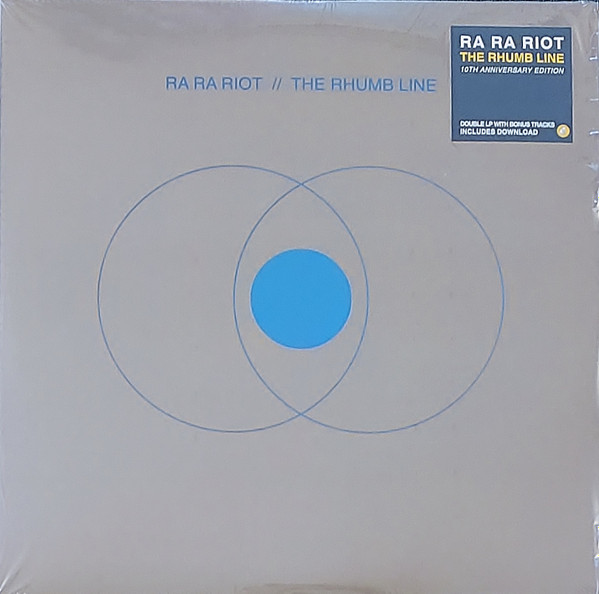 RA RA RIOT // THE RHUMB LINE
RA RA RIOT
THE RHUMB LINE
10TH ANNIVERSARY EDITION
DOUBLE LP WITH BONUS TRACKS
INCLUDES DOWNLOAD